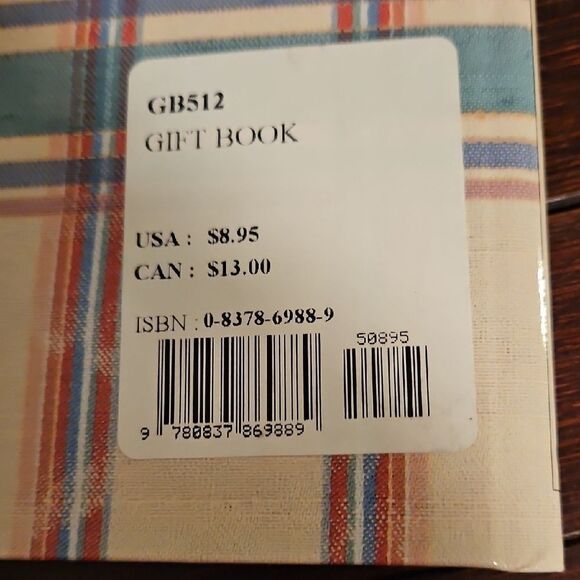 GB512
GIFT BOOK
USA : $8.95
CAN : $13.00
ISBN : 0-8378-6988-9
50895
9 780837 869889